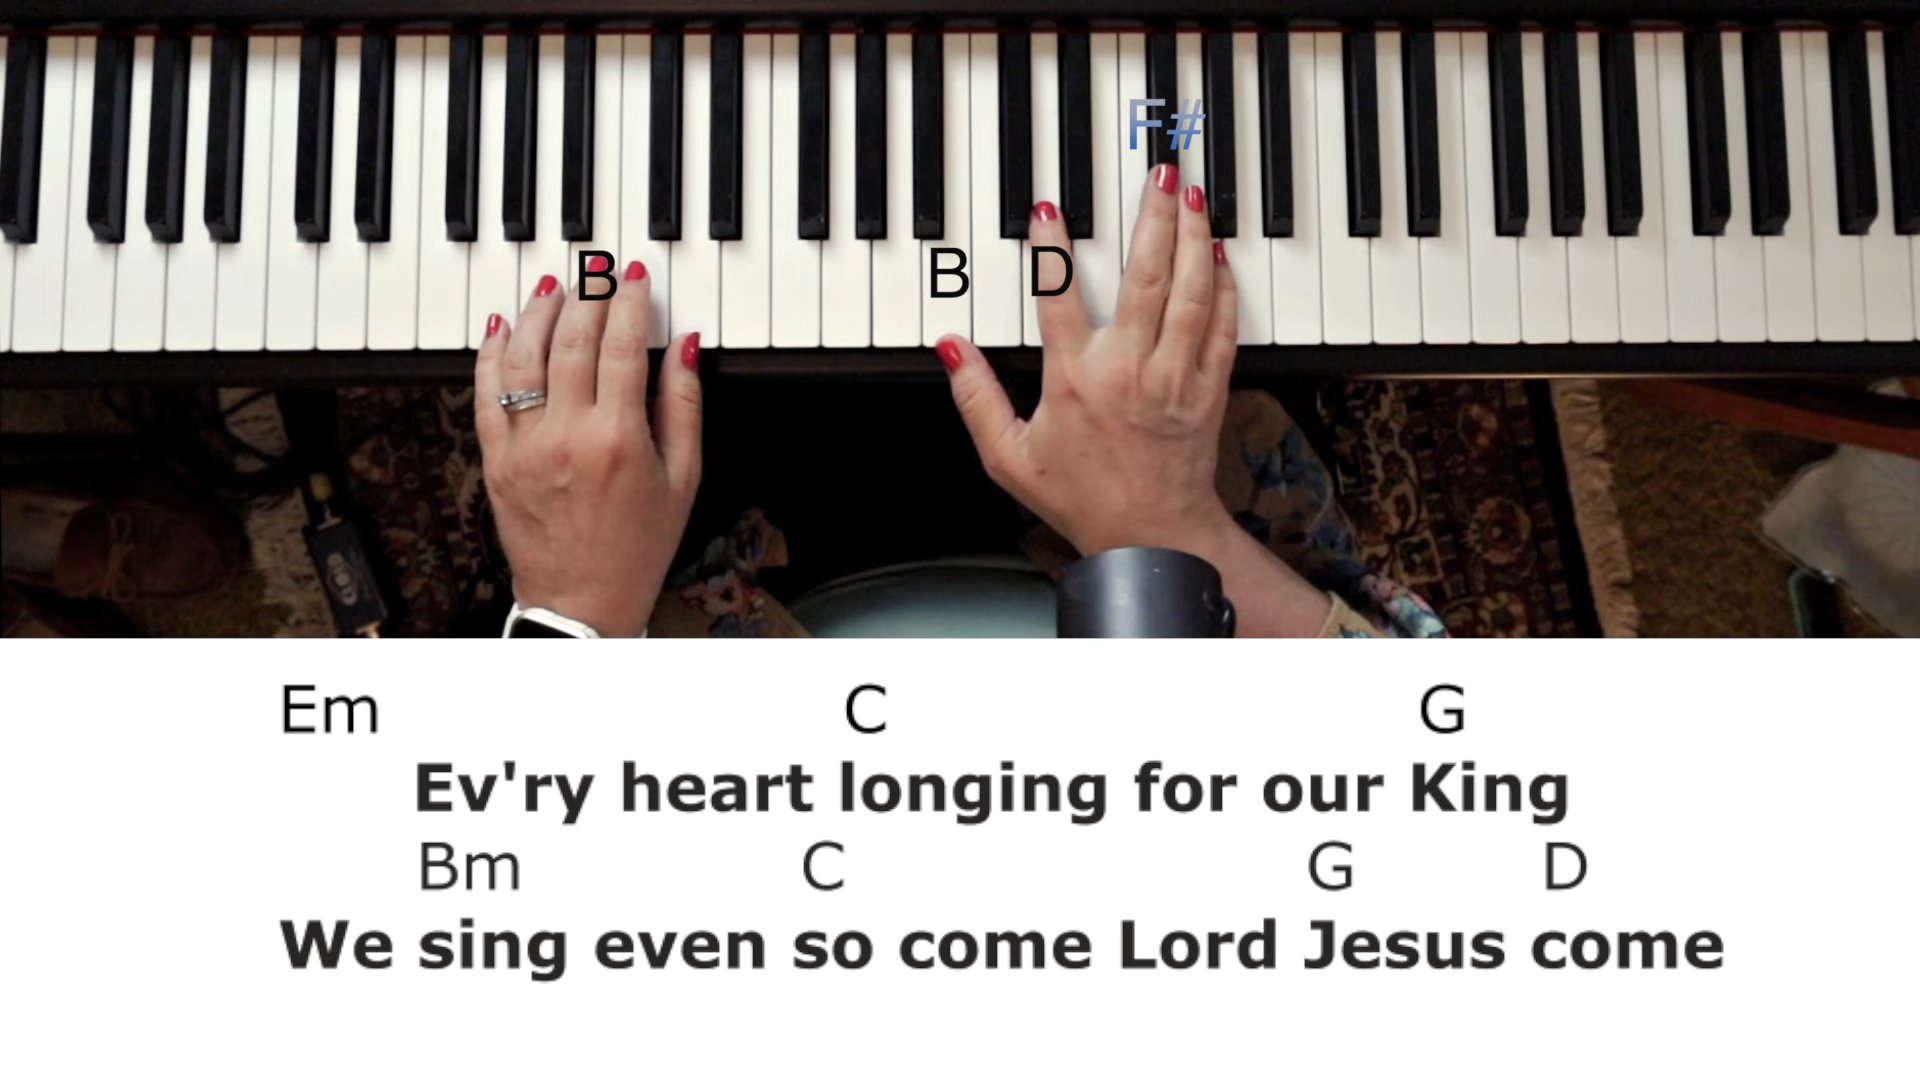 F#
B B D
Em C G
Ev'ry heart longing for our King
Bm C G D
We sing even so come Lord Jesus come